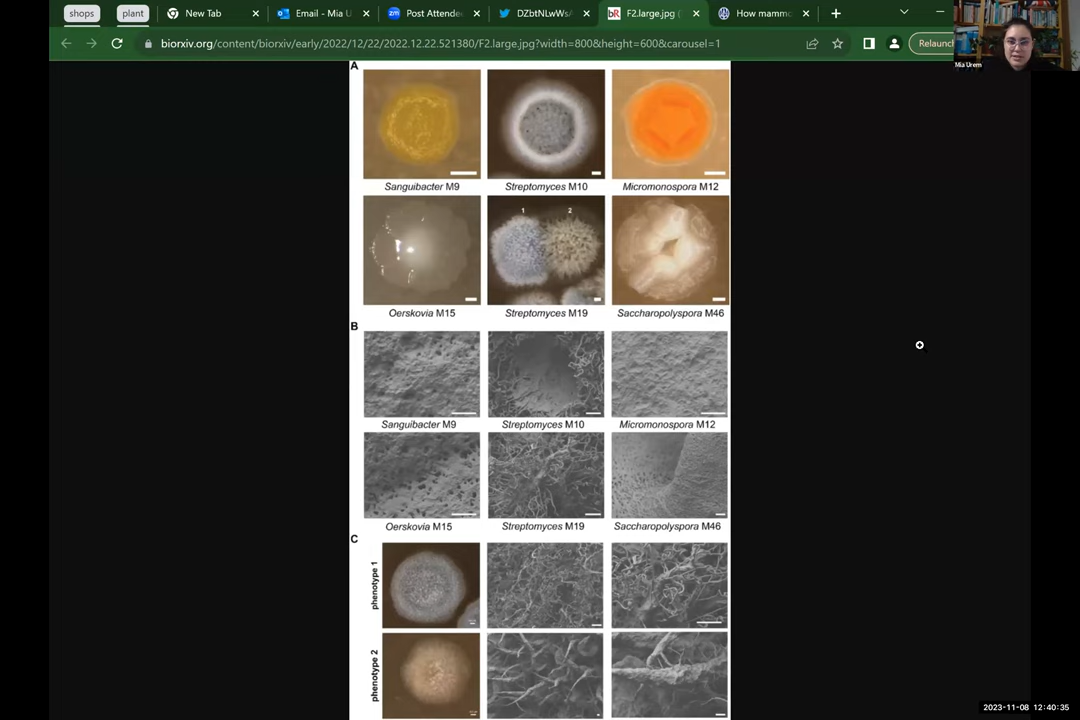 shops
plant
New Tab
Email - Mia U
Post Attende
DZbtNLwWs
F2.large.jpg (
How mammo
biorxiv.org/content/biorxiv/early/2022/12/22/2022.12.22.521380/F2.large.jpg?width=800&height=600&carousel=1
Relaunc
Mia Urem
A
Sanguibacter M9
Streptomyces M10
Micromonospora M12
1 2
Oerskovia M15
Streptomyces M19
Saccharopolyspora M46
B
Sanguibacter M9
Streptomyces M10
Micromonospora M12
Oerskovia M15
Streptomyces M19
Saccharopolyspora M46
C
phenotype 1
phenotype 2
2023-11-08 12:40:35